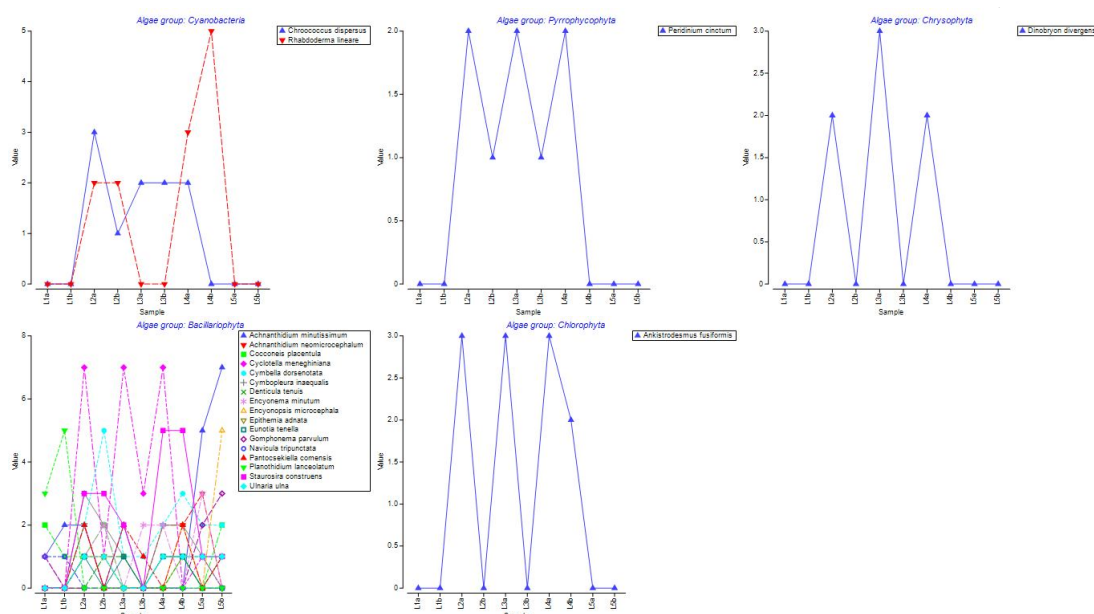 Algae group: Cyanobacteria
Chroococcus dispersus
Rhabdoderma lineare
5
4
3
2
1
0
Value
L1a
L1b
L2a
L2b
L3a
L3b
L4a
L4b
L5a
L5b
Sample
Algae group: Pyrrophycophyta
Peridinium cinctum
2.0
1.5
1.0
0.5
0.0
Value
L1a
L1b
L2a
L2b
L3a
L3b
L4a
L4b
L5a
L5b
Sample
Algae group: Chrysophyta
Dinobryon divergens
3.0
2.5
2.0
1.5
1.0
0.5
0.0
Value
L1a
L1b
L2a
L2b
L3a
L3b
L4a
L4b
L5a
L5b
Sample
Algae group: Bacillariophyta
Achnanthidium minutissimum
Achnanthidium neomicrocephalum
Cocconeis placentula
Cyclotella meneghiniana
Cymbella dorsenotata
Cymbopleura inaequalis
Denticula tenuis
Encyonema minutum
Encyonopsis microcephala
Epithemia adnata
Eunotia tenella
Gomphonema parvulum
Navicula tripunctata
Pantocsekiella comensis
Planothidium lanceolatum
Staurosira construens
Ulnaria ulna
8
6
4
2
0
Value
L1a
L1b
L2a
L2b
L3a
L3b
L4a
L4b
L5a
L5b
Algae group: Chlorophyta
Ankistrodesmus fusiformis
3.0
2.5
2.0
1.5
1.0
0.5
0.0
Value
L1a
L1b
L2a
L2b
L3a
L3b
L4a
L4b
L5a
L5b